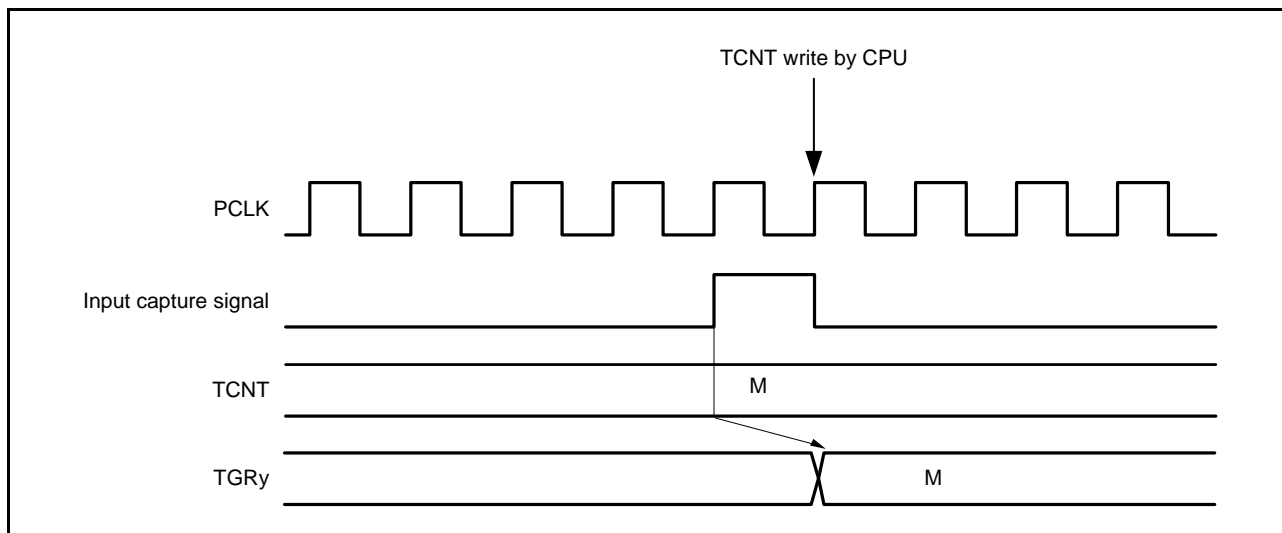 TCNT write by CPU
PCLK
Input capture signal
TCNT
M
TGRy
M